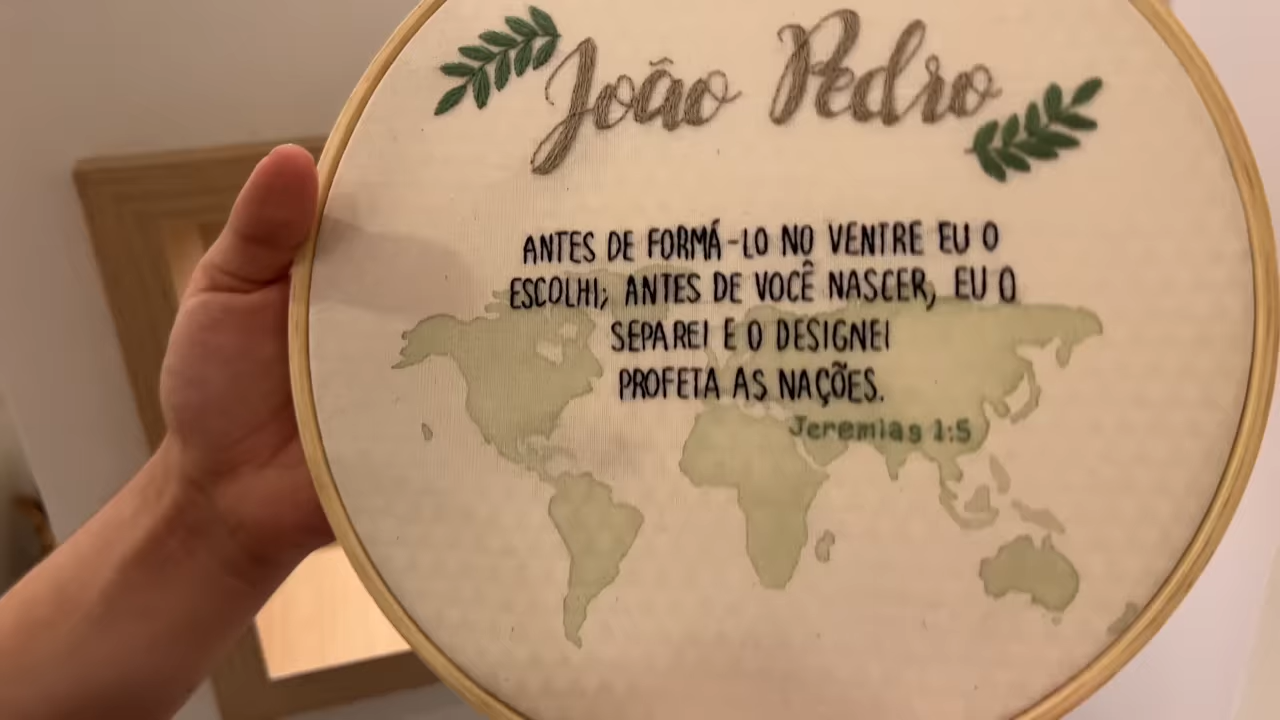 João Pedro
ANTES DE FORMÁ-LO NO VENTRE EU O
ESCOLHI; ANTES DE VOCÊ NASCER, EU O
SEPAREI E O DESIGNEI
PROFETA AS NAÇÕES.
Jeremias 1:5